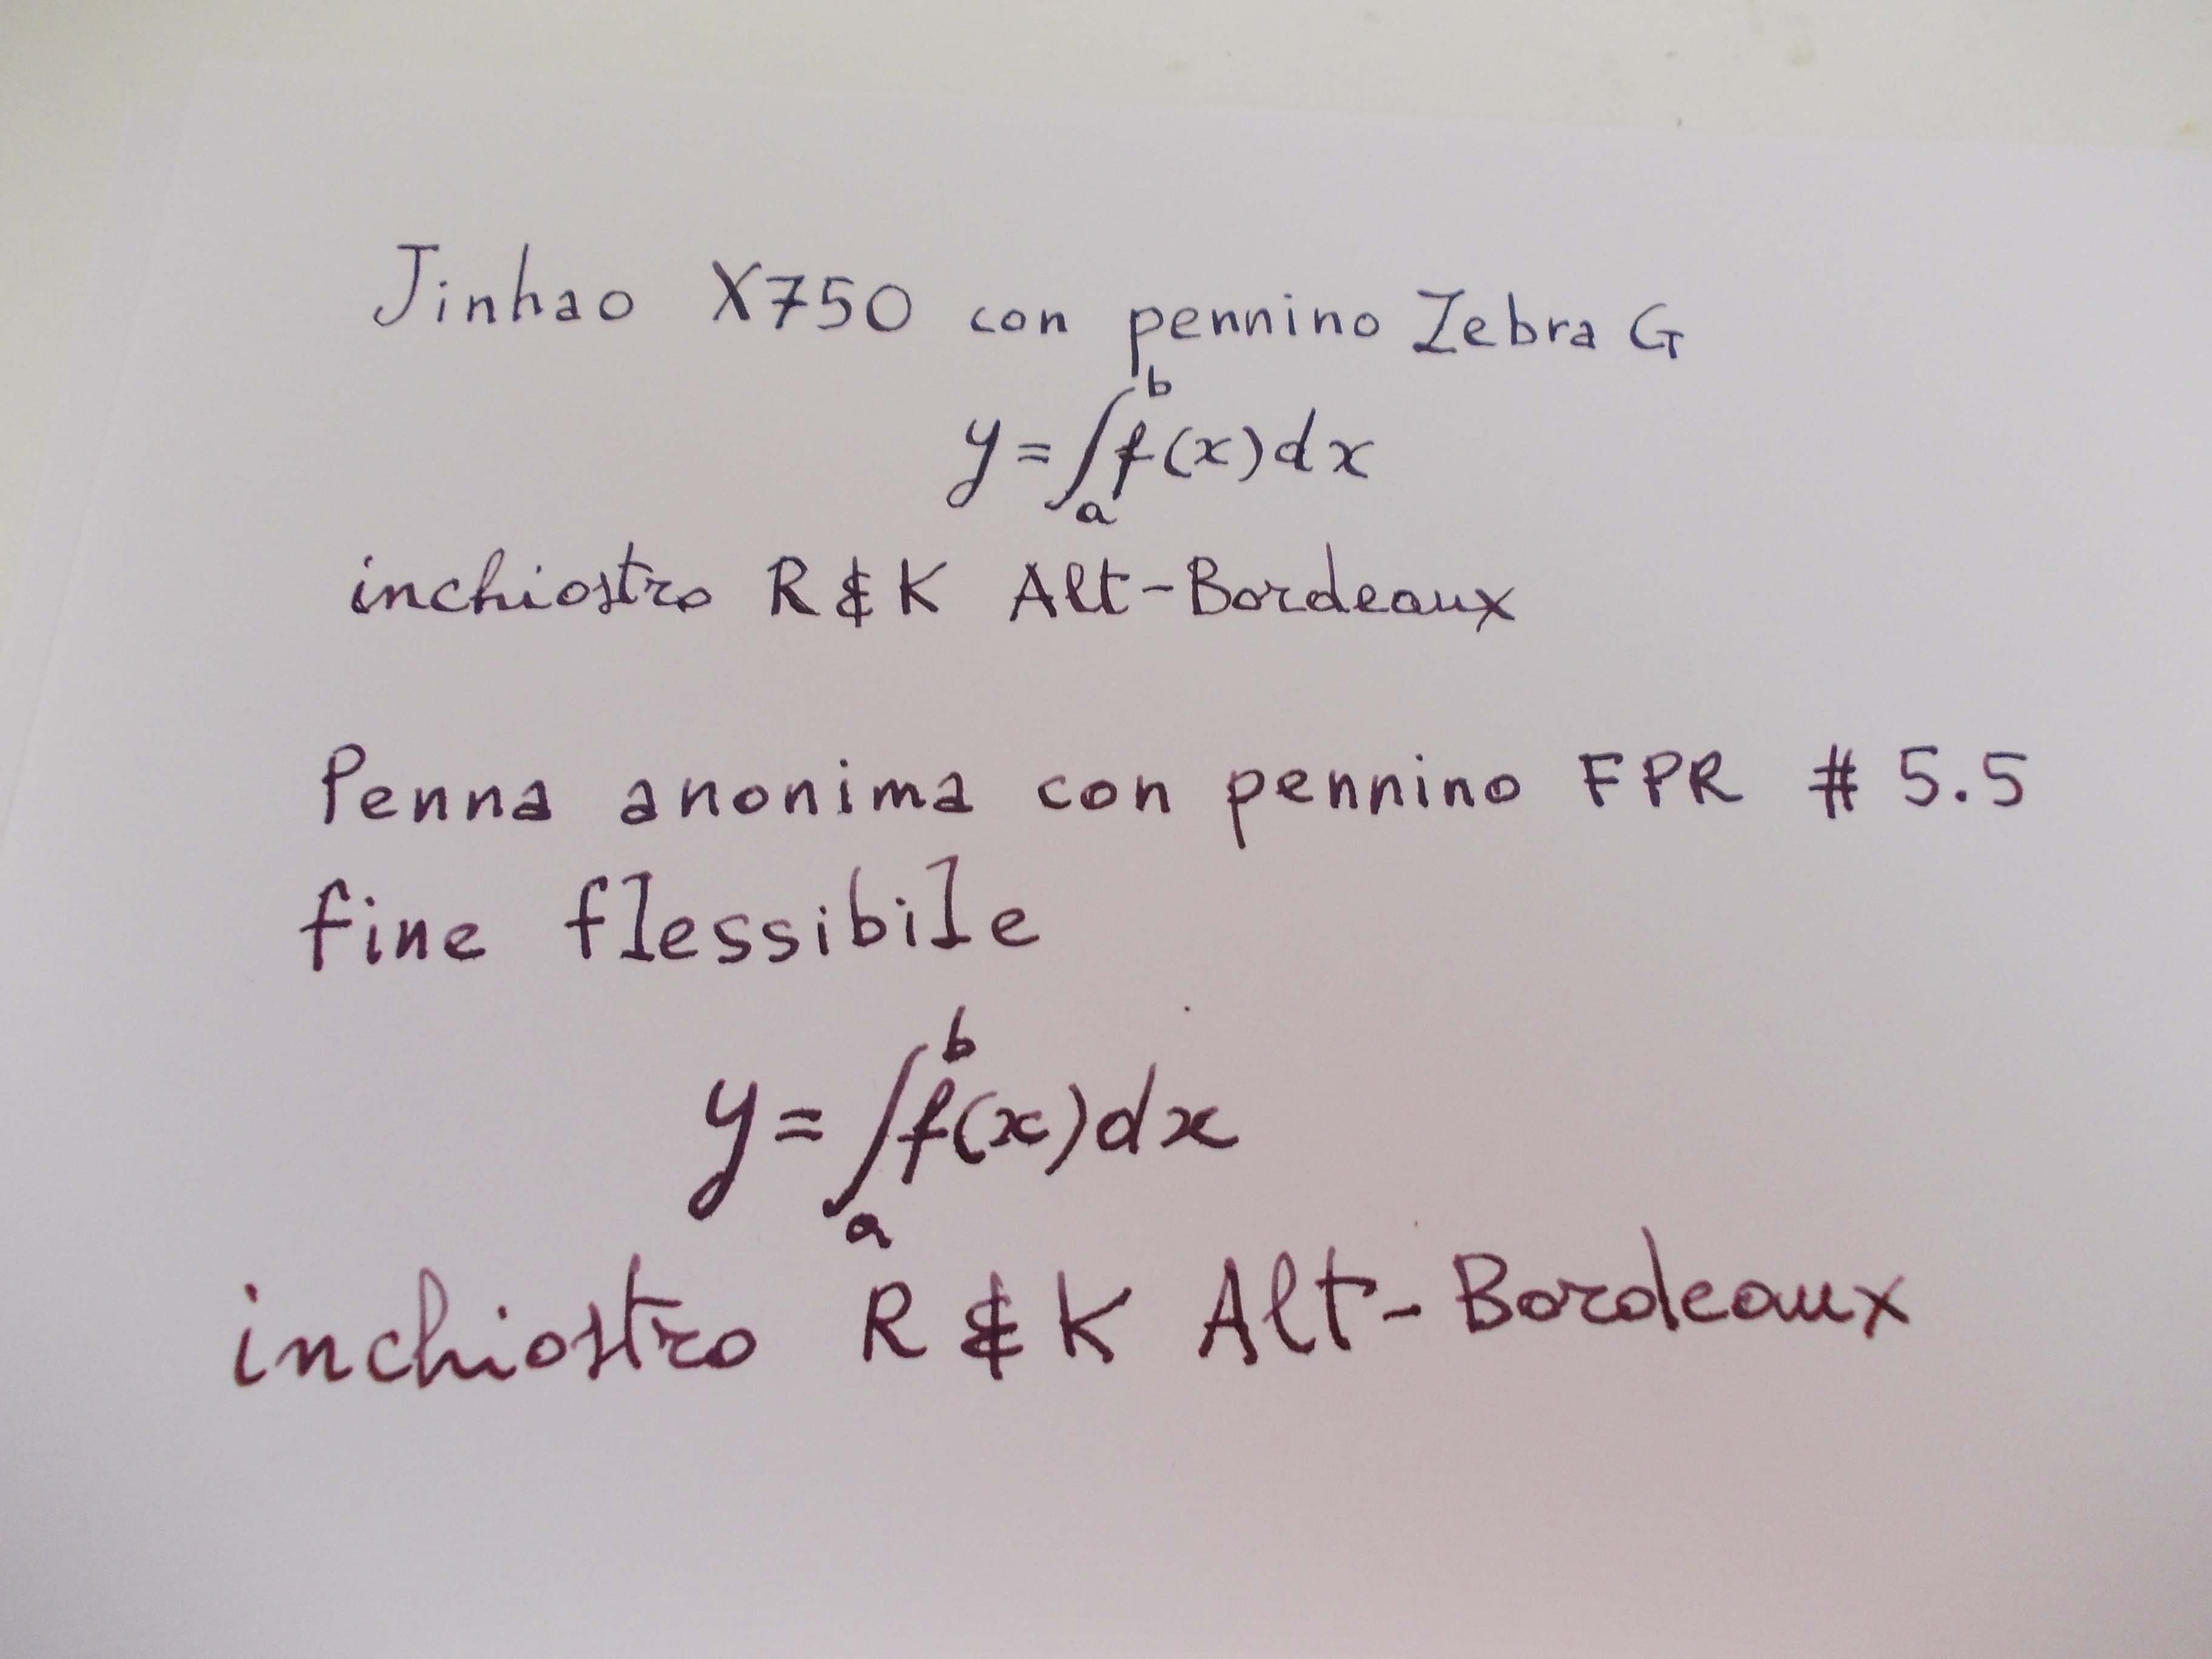 Jinhao X750 con pennino Zebra G
y=∫_a^b f(x)dx
inchiostro R&K Alt-Bordeaux
Penna anonima con pennino FPR # 5.5
fine flessibile
y=∫_a^b f(x)dx
inchiostro R&K Alt-Bordeaux